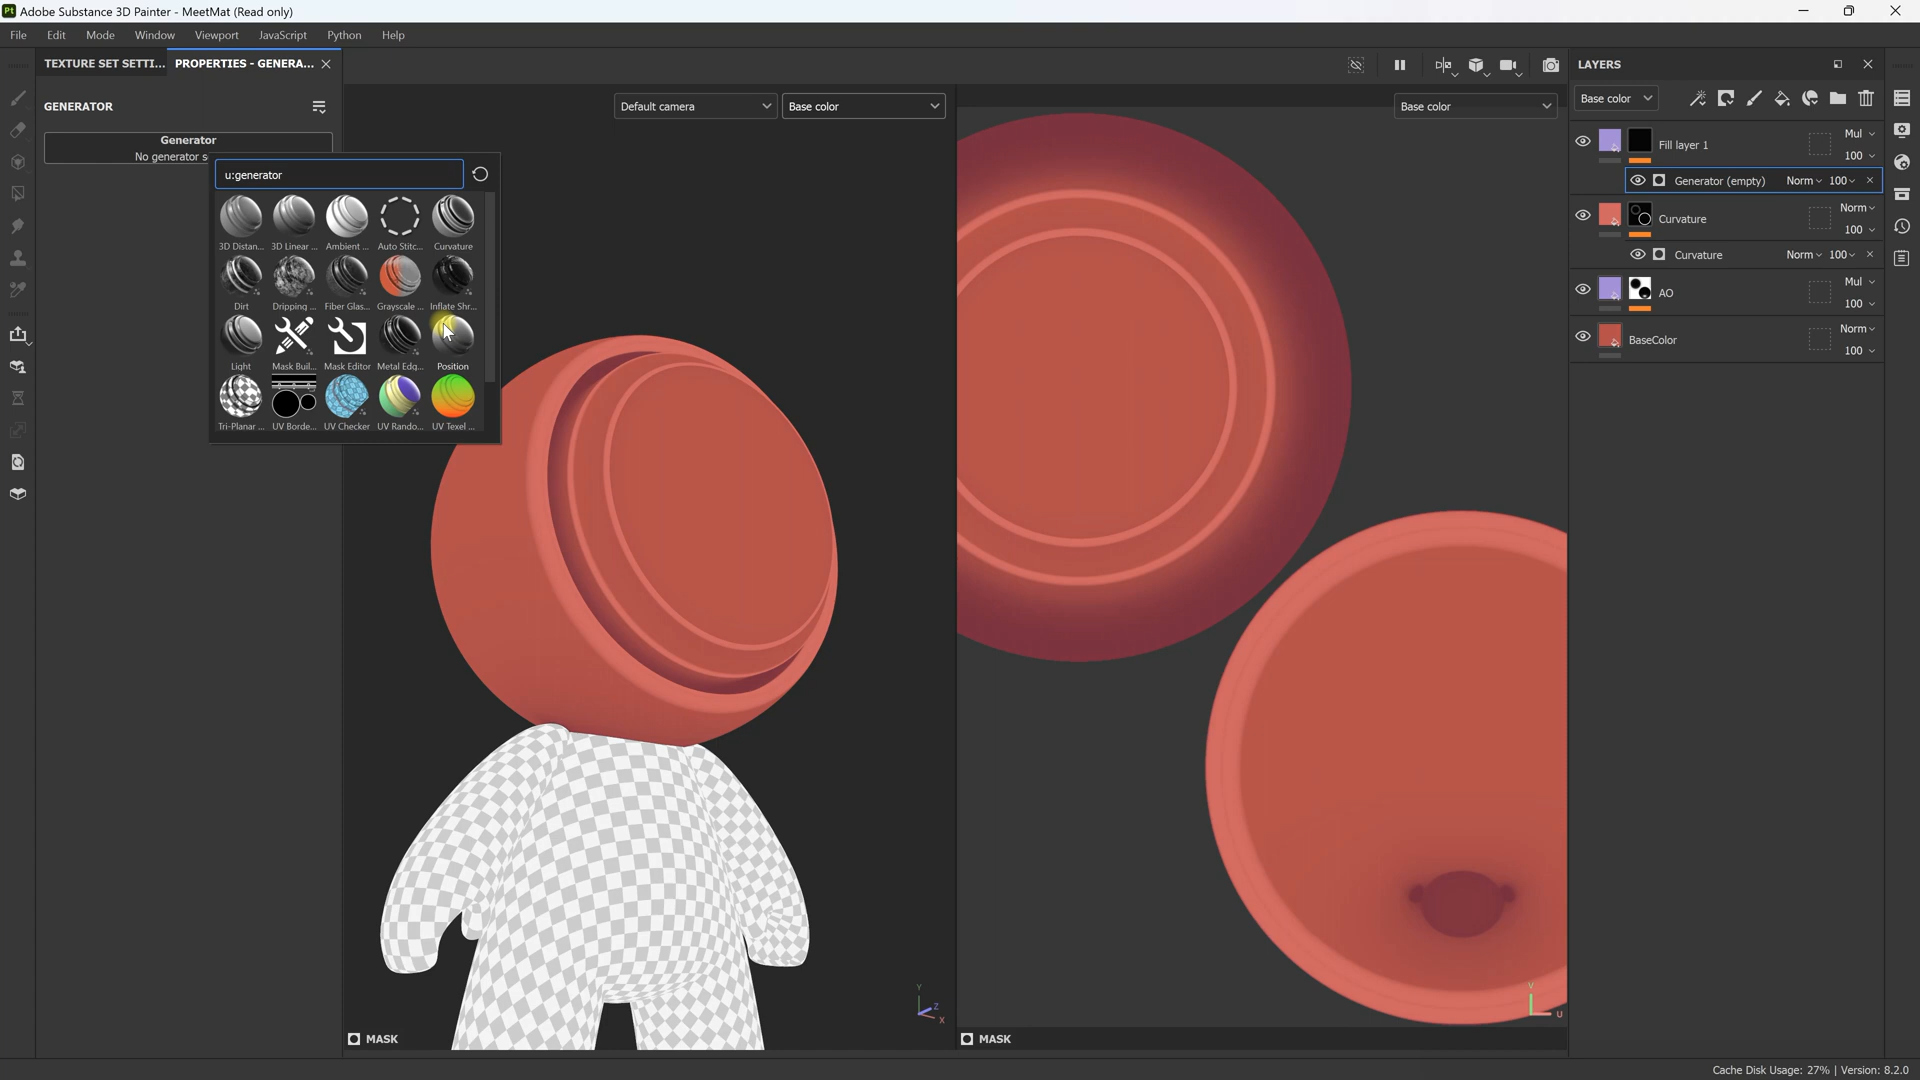 Pt Adobe Substance 3D Painter - MeetMat (Read only)
File Edit Mode Window Viewport JavaScript Python Help
TEXTURE SET SETTI... PROPERTIES - GENERA...
GENERATOR
Generator
No generator s
u:generator
3D Distan... 3D Linear ... Ambient ... Auto Stitc... Curvature
Dirt Dripping ... Fiber Glas... Grayscale ... Inflate Shr...
Light Mask Buil... Mask Editor Metal Edg... Position
Tri-Planar ... UV Borde... UV Checker UV Rando... UV Texel ...
Default camera Base color
Base color
Y
Z
X
V
U
MASK
MASK
LAYERS
Base color
Fill layer 1 Mul
100
Generator (empty) Norm 100
Curvature Norm
100
Curvature Norm 100
AO Mul
100
BaseColor Norm
100
Cache Disk Usage: 27% | Version: 8.2.0